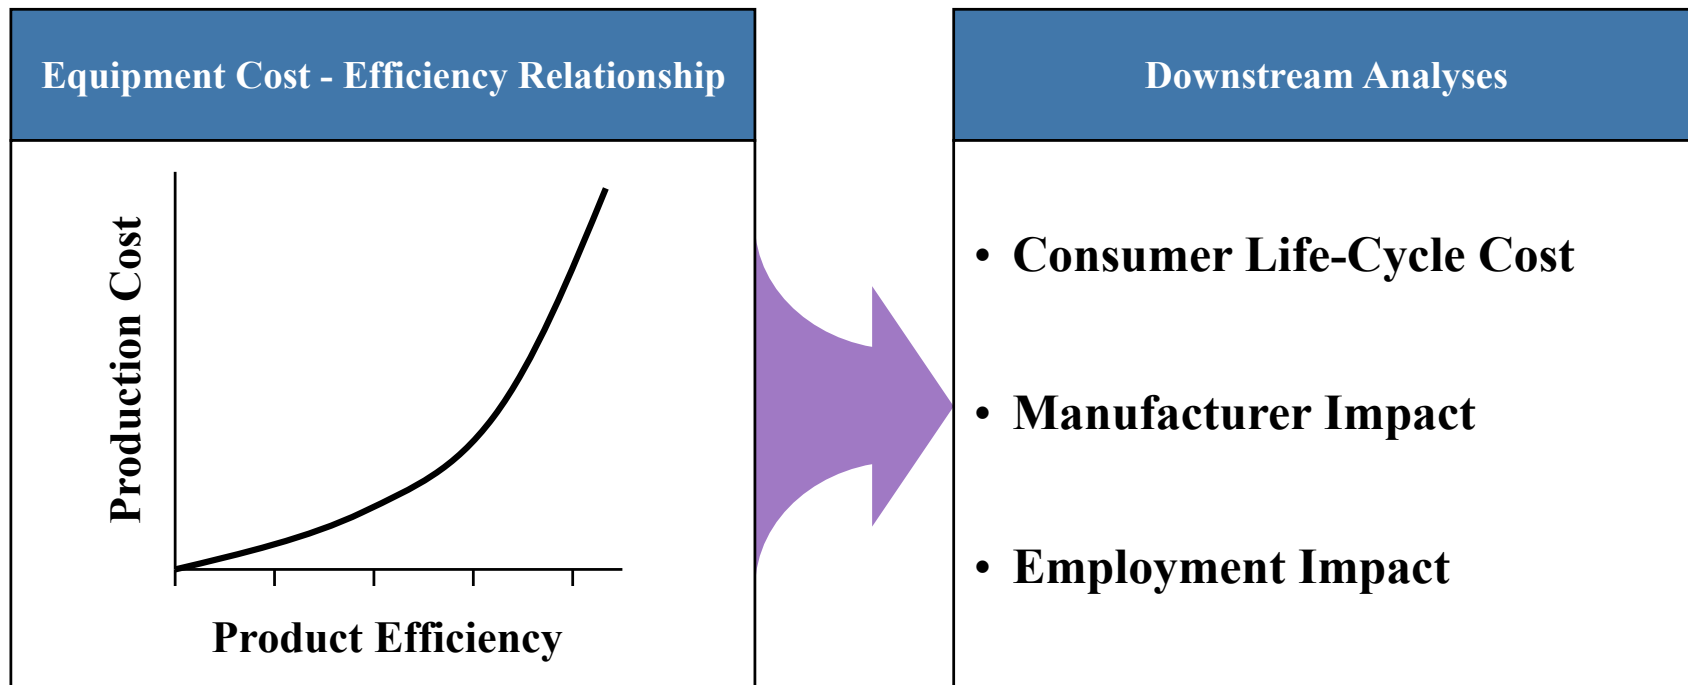 Equipment Cost - Efficiency Relationship
Production Cost
Product Efficiency
Downstream Analyses
• Consumer Life-Cycle Cost
• Manufacturer Impact
• Employment Impact